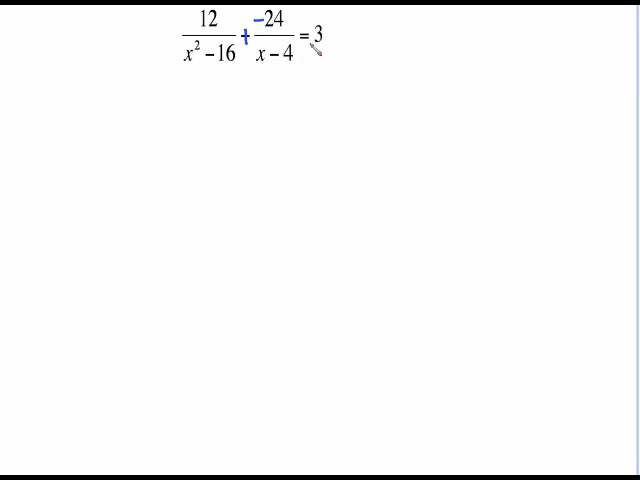 12/(x² − 16) + −24/(x − 4) = 3